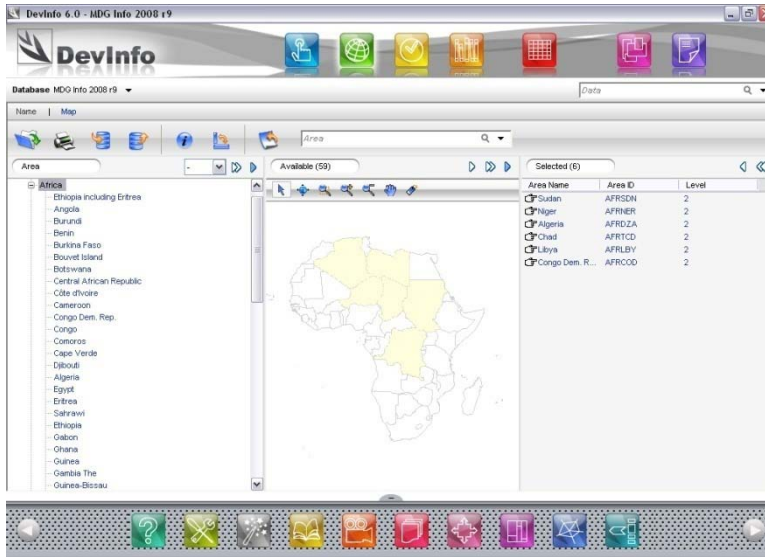 DevInfo 6.0 - MDG Info 2008 r9
DevInfo
Database MDG Info 2008 r9
Data
Name | Map
Area
Area
-
Available (59)
Selected (6)
Africa
Ethiopia including Eritrea
Angola
Burundi
Benin
Burkina Faso
Bouvet Island
Botswana
Central African Republic
Côte d'Ivoire
Cameroon
Congo Dem. Rep.
Congo
Comoros
Cape Verde
Djibouti
Algeria
Egypt
Eritrea
Sahrawi
Ethiopia
Gabon
Ghana
Guinea
Gambia The
Guinea-Bissau
Area Name Area ID Level
Sudan AFRSDN 2
Niger AFRNER 2
Algeria AFRDZA 2
Chad AFRTCD 2
Libya AFRLBY 2
Congo Dem. R... AFRCOD 2